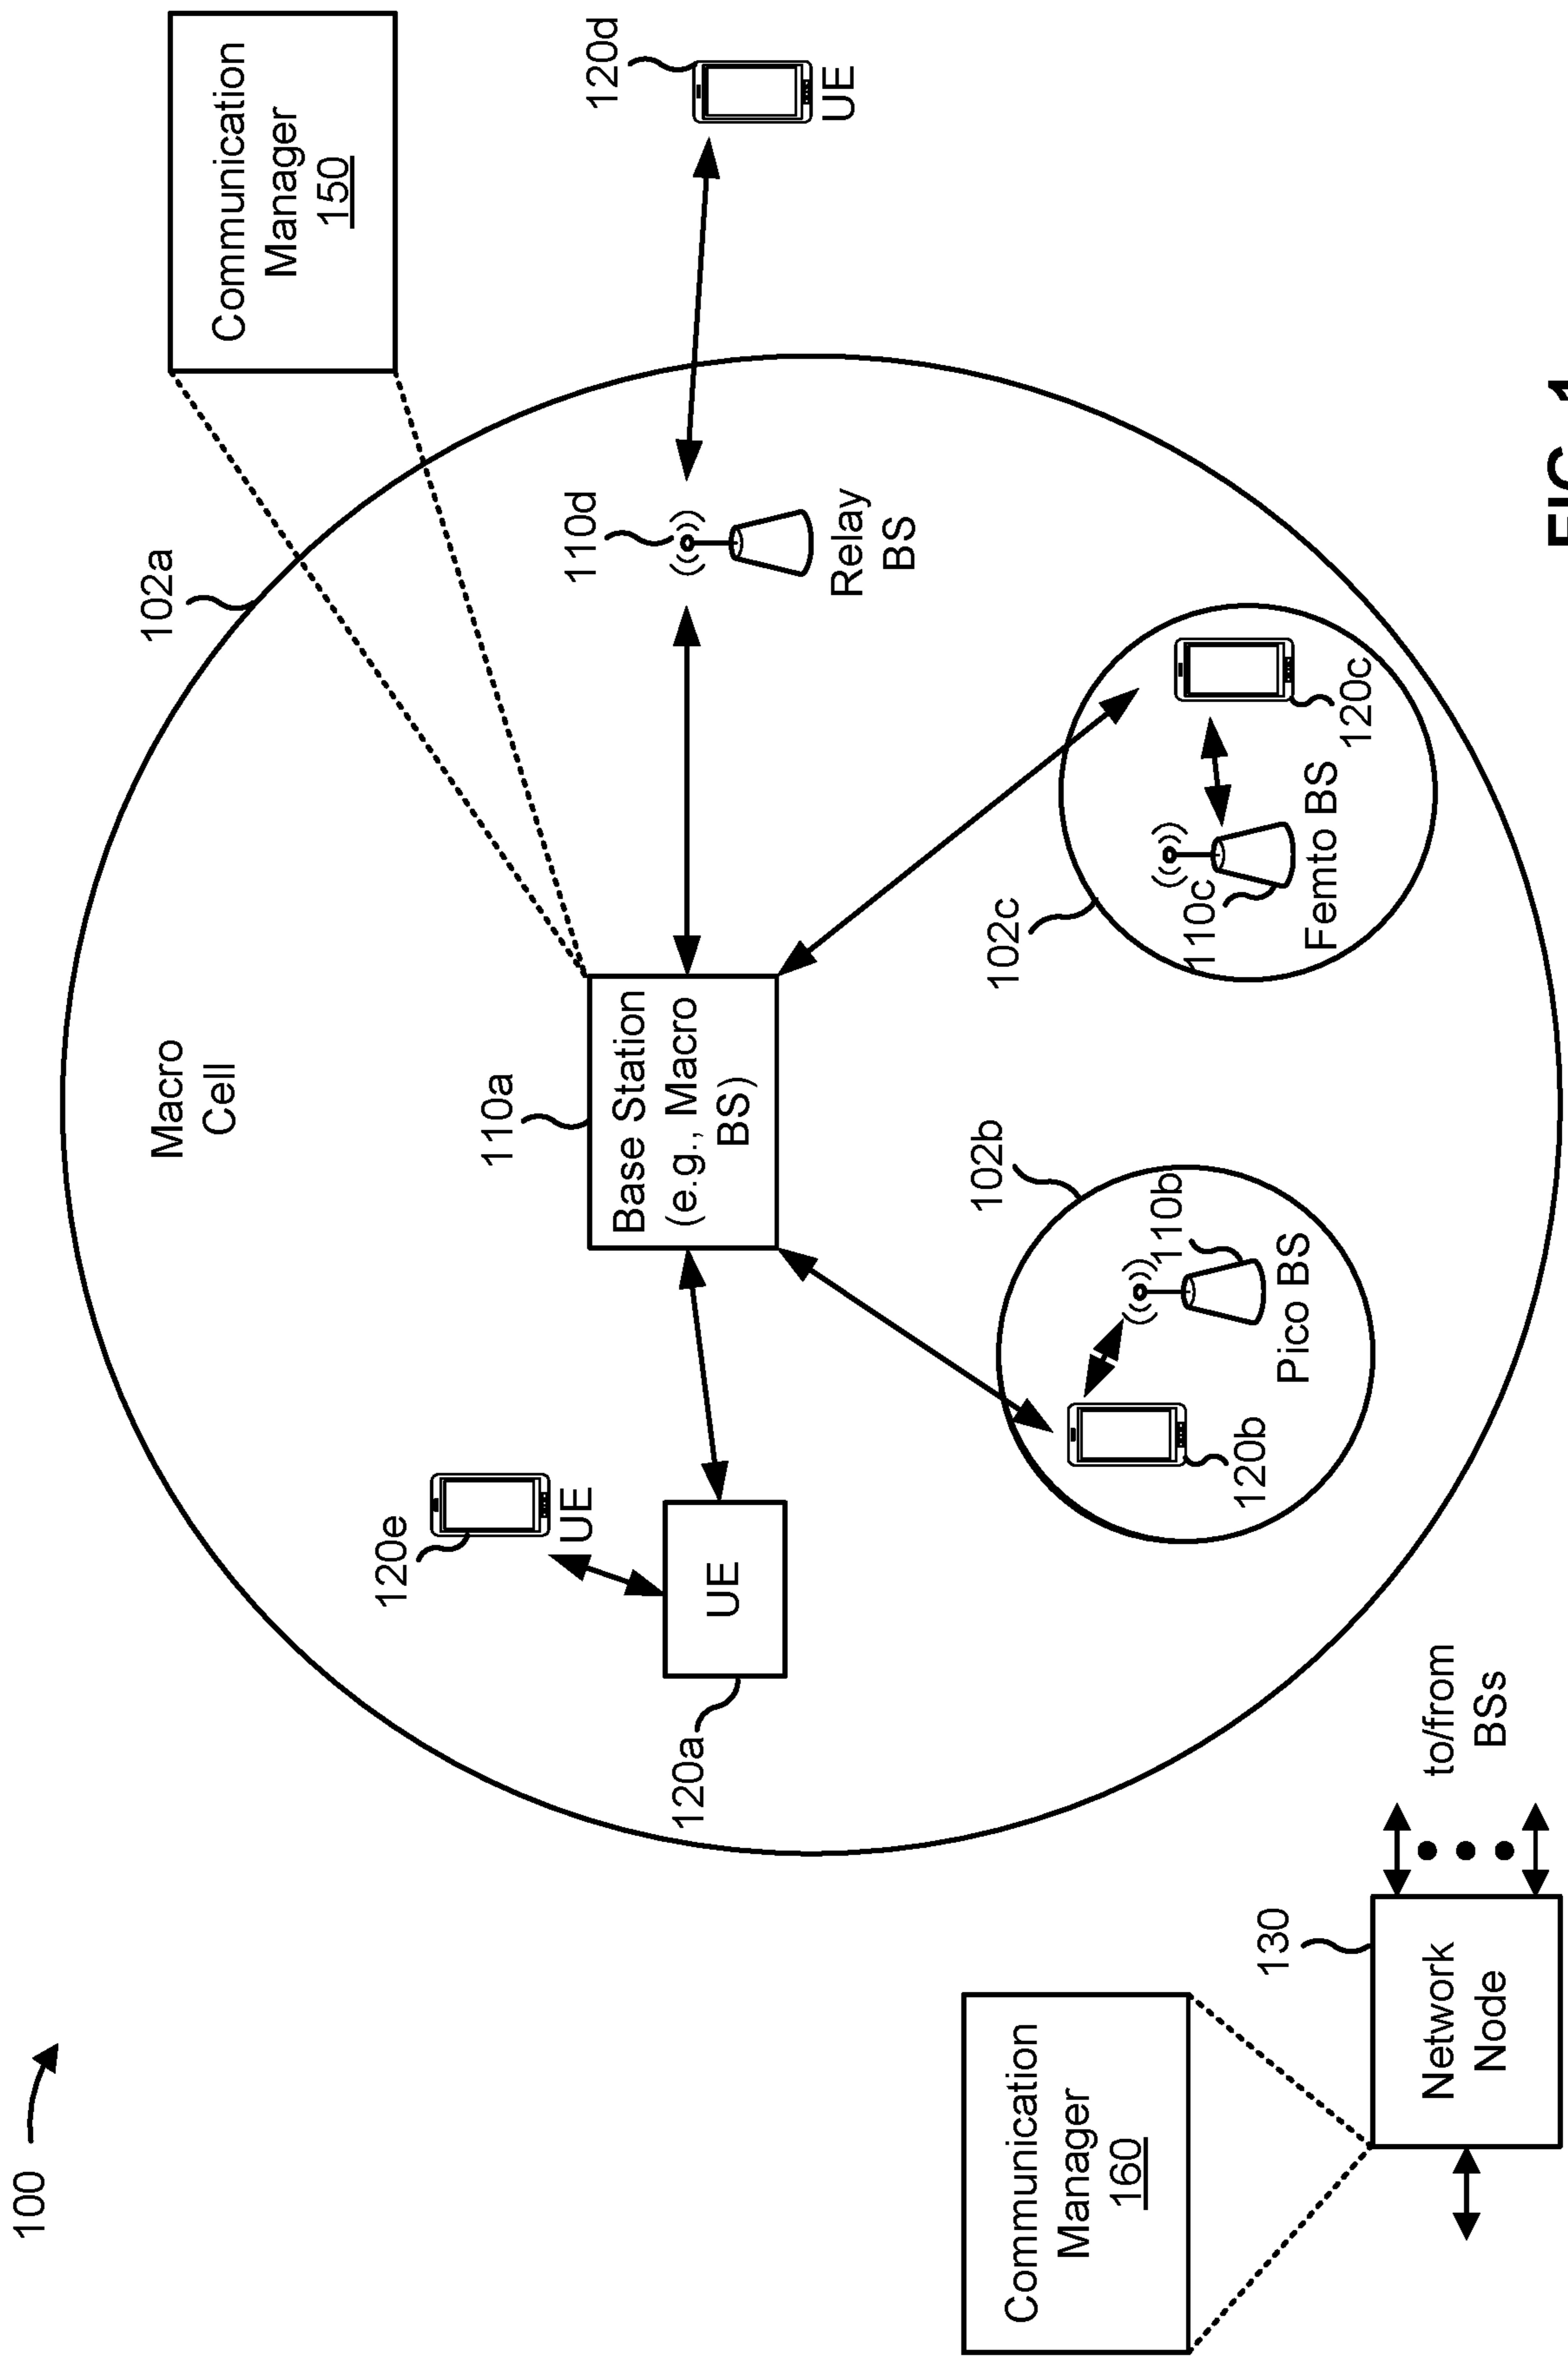 100
Macro
Cell
102a
Communication
Manager
150
120e
UE
110a
110d
120d
UE
120a
UE
Base Station
(e.g., Macro
BS)
Relay
BS
102b
110b
120b
Pico BS
102c
110c
120c
Femto BS
Communication
Manager
160
130
Network
Node
to/from
BSs